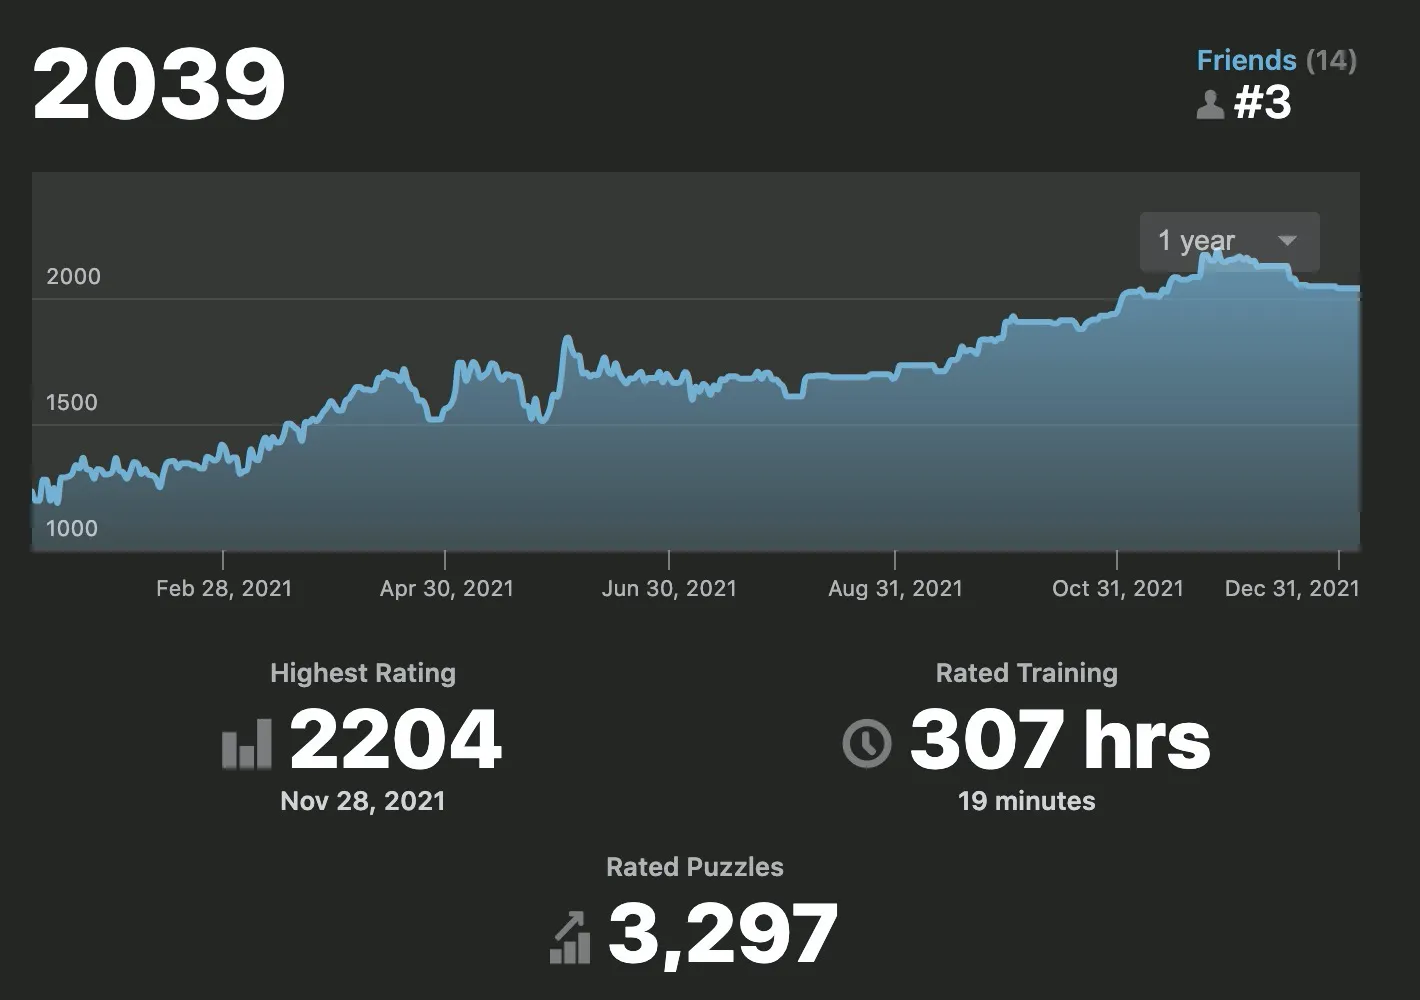 2039
Friends (14)
#3
1 year
2000
1500
1000
Feb 28, 2021 Apr 30, 2021 Jun 30, 2021 Aug 31, 2021 Oct 31, 2021 Dec 31, 2021
Highest Rating
2204
Nov 28, 2021
Rated Training
307 hrs
19 minutes
Rated Puzzles
3,297